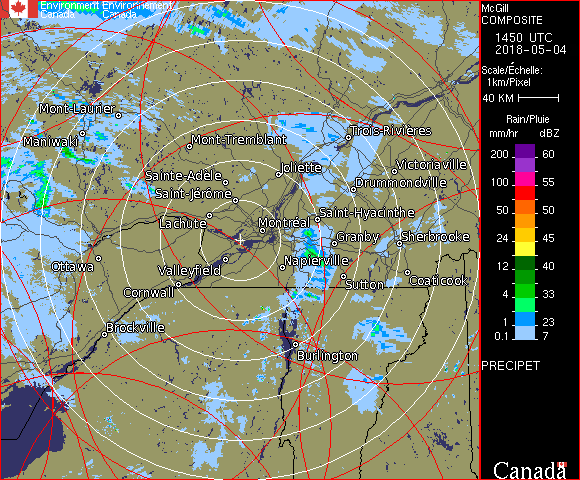 Environment Environnement
Canada Canada
McGill
COMPOSITE
1450 UTC
2018-05-04
Scale/Échelle:
1km/Pixel
40 KM
Rain/Pluie
mm/hr dBZ
200 60
100 55
50 50
24 45
12 40
4 33
1 23
0.1 7
PRECIPET
Canada
Mont-Laurier
Maniwaki
Mont-Tremblant
Trois-Rivières
Joliette
Victoriaville
Sainte-Adèle
Drummondville
Saint-Jérôme
Saint-Hyacinthe
Lachute
Montréal
Granby
Sherbrooke
Ottawa
Valleyfield
Napierville
Coaticook
Cornwall
Sutton
Brockville
Burlington